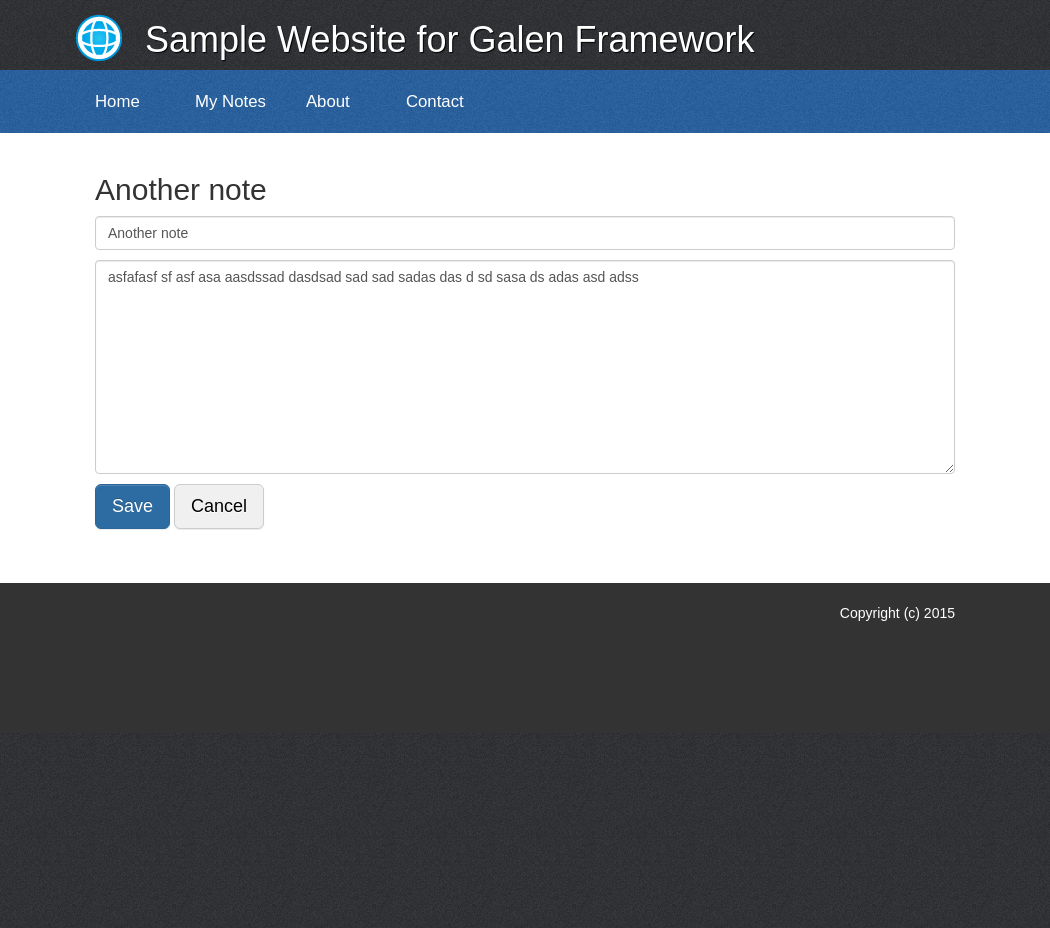 Sample Website for Galen Framework
Home My Notes About Contact
Another note
Another note
asfafasf sf asf asa aasdssad dasdsad sad sad sadas das d sd sasa ds adas asd adss
Save Cancel
Copyright (c) 2015